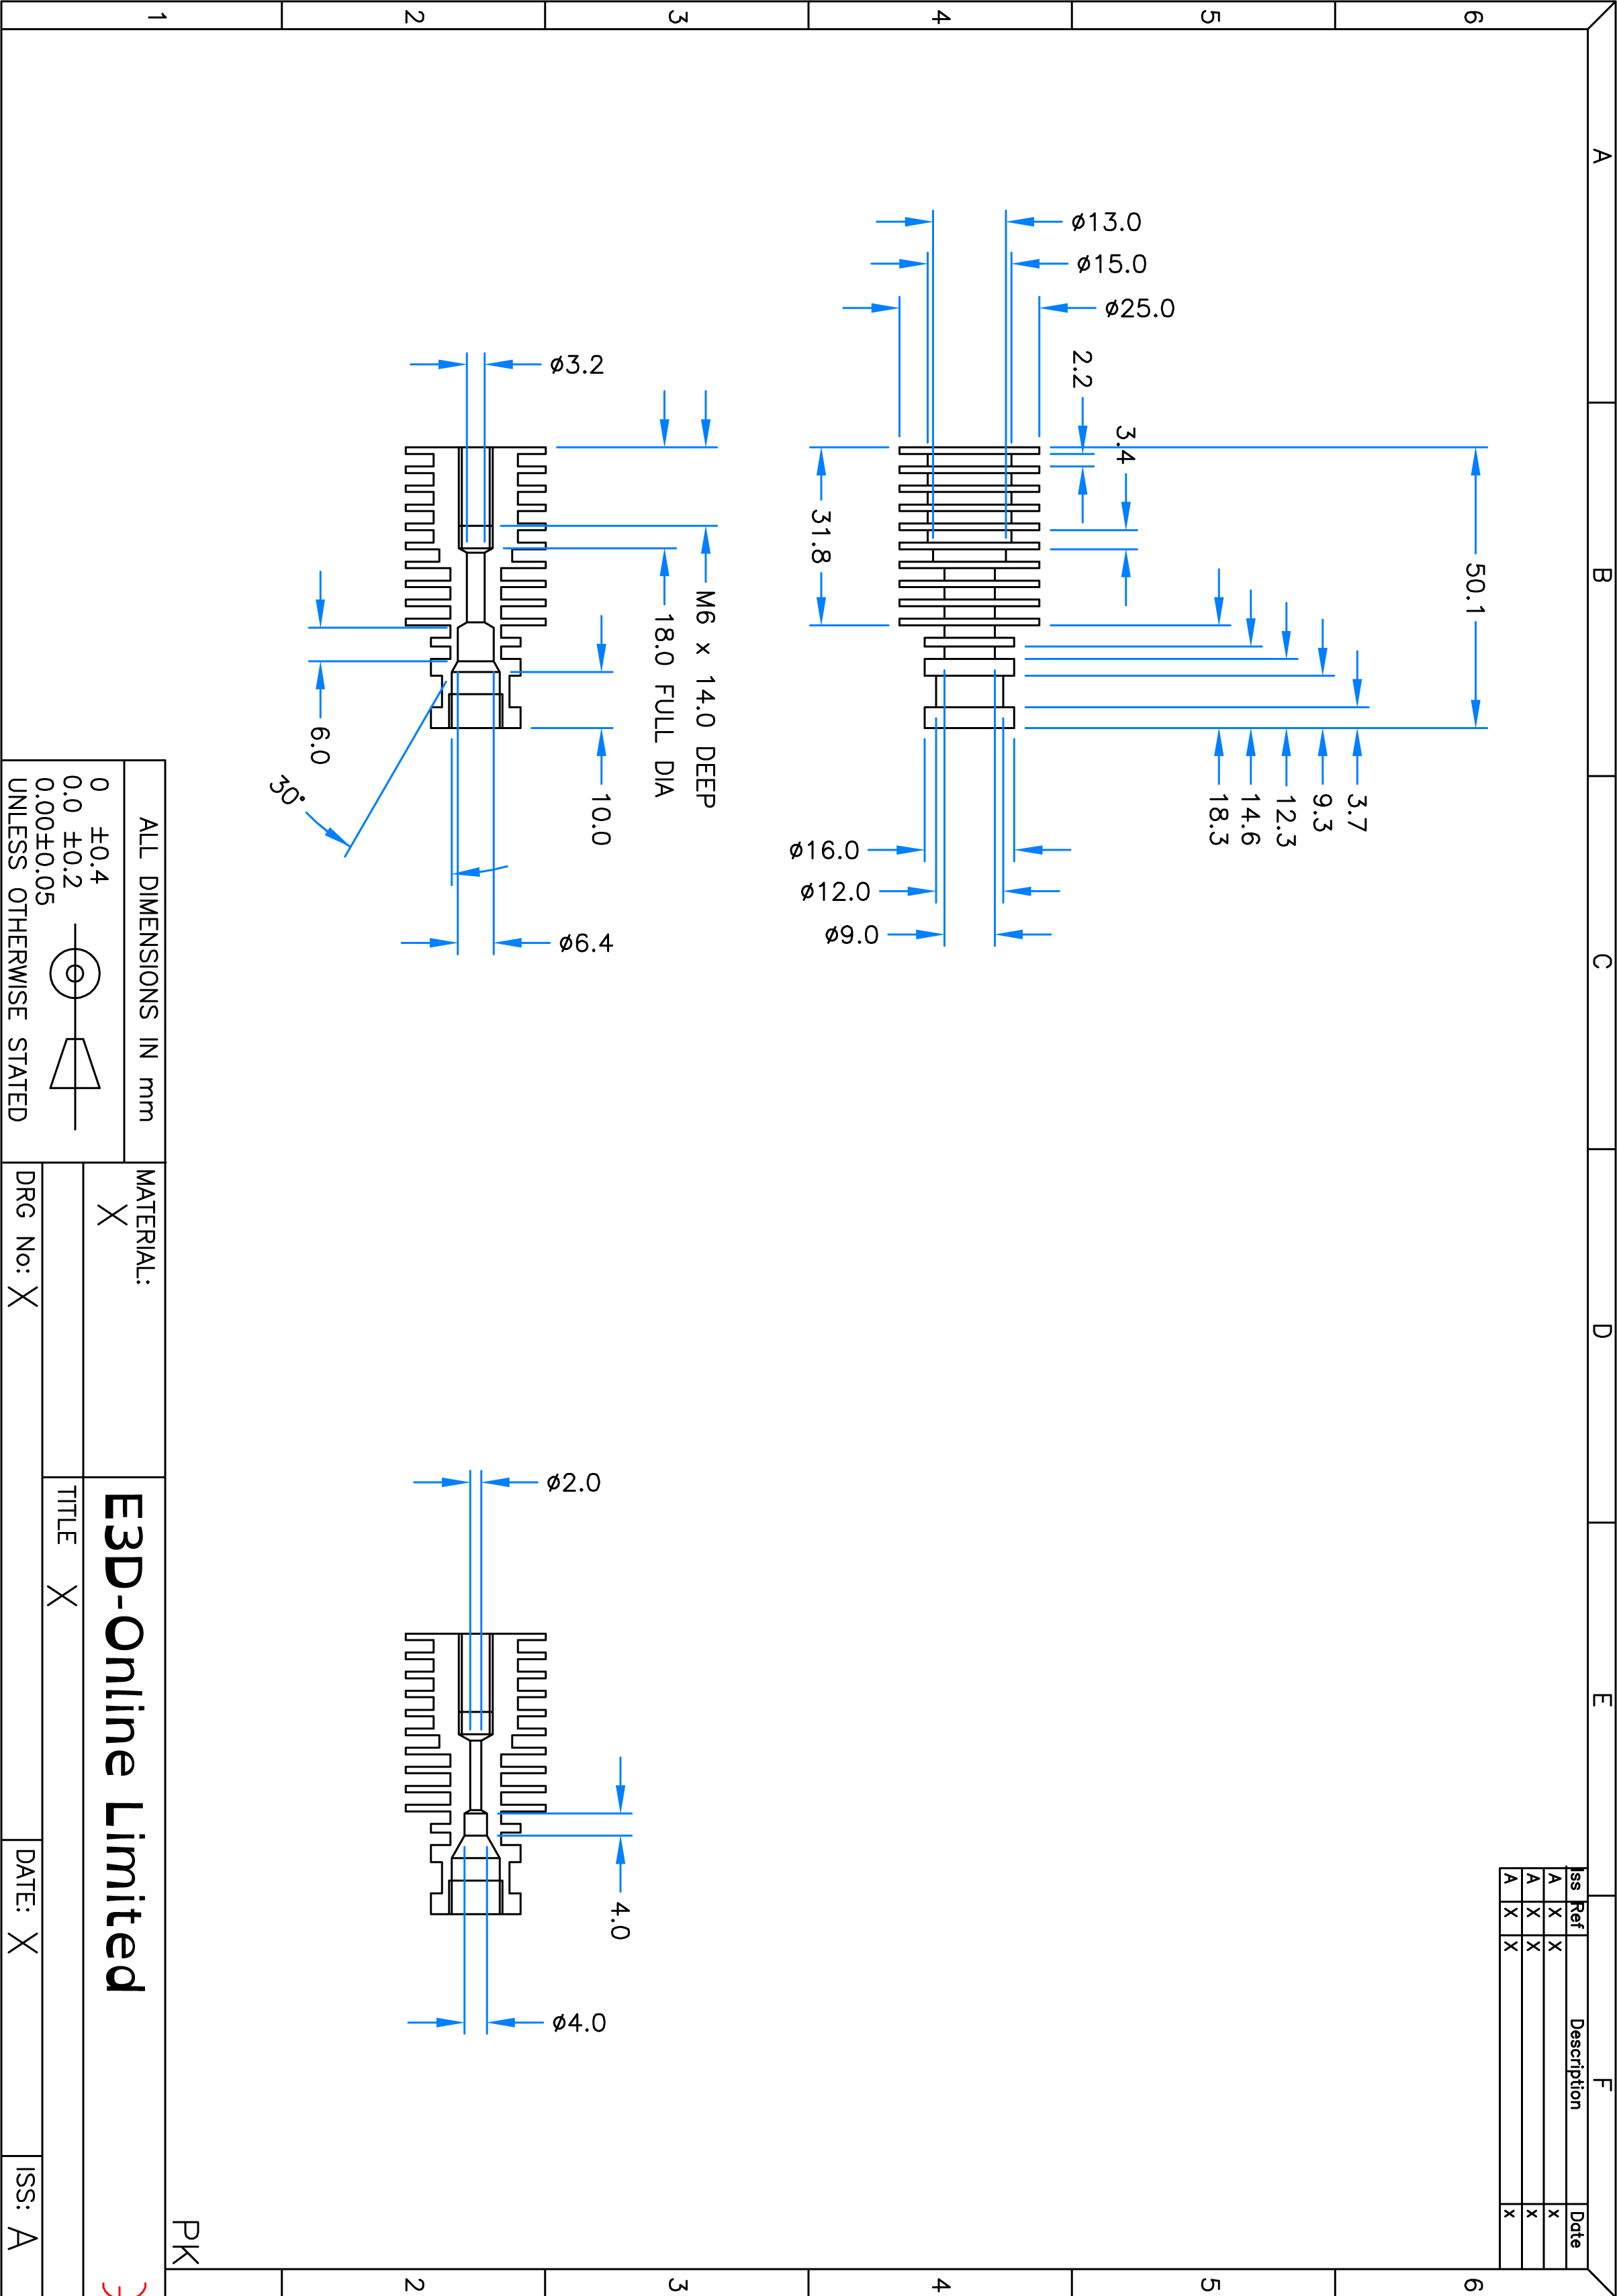 A
B
C
D
E
F
6
5
4
3
2
1
6
5
4
3
2
Iss Ref Description Date
A X X x
A X X x
A X X x
50.1
3.7
9.3
12.3
14.6
18.3
ø13.0
ø15.0
ø25.0
2.2
3.4
31.8
ø16.0
ø12.0
ø9.0
ø3.2
M6 x 14.0 DEEP
18.0 FULL DIA
10.0
6.0
30°
ø6.4
ø2.0
4.0
ø4.0
PK
ALL DIMENSIONS IN mm
0 ±0.4
0.0 ±0.2
0.00±0.05
UNLESS OTHERWISE STATED
MATERIAL:
X
DRG No: X
E3D-Online Limited
TITLE X
DATE: X
ISS: A